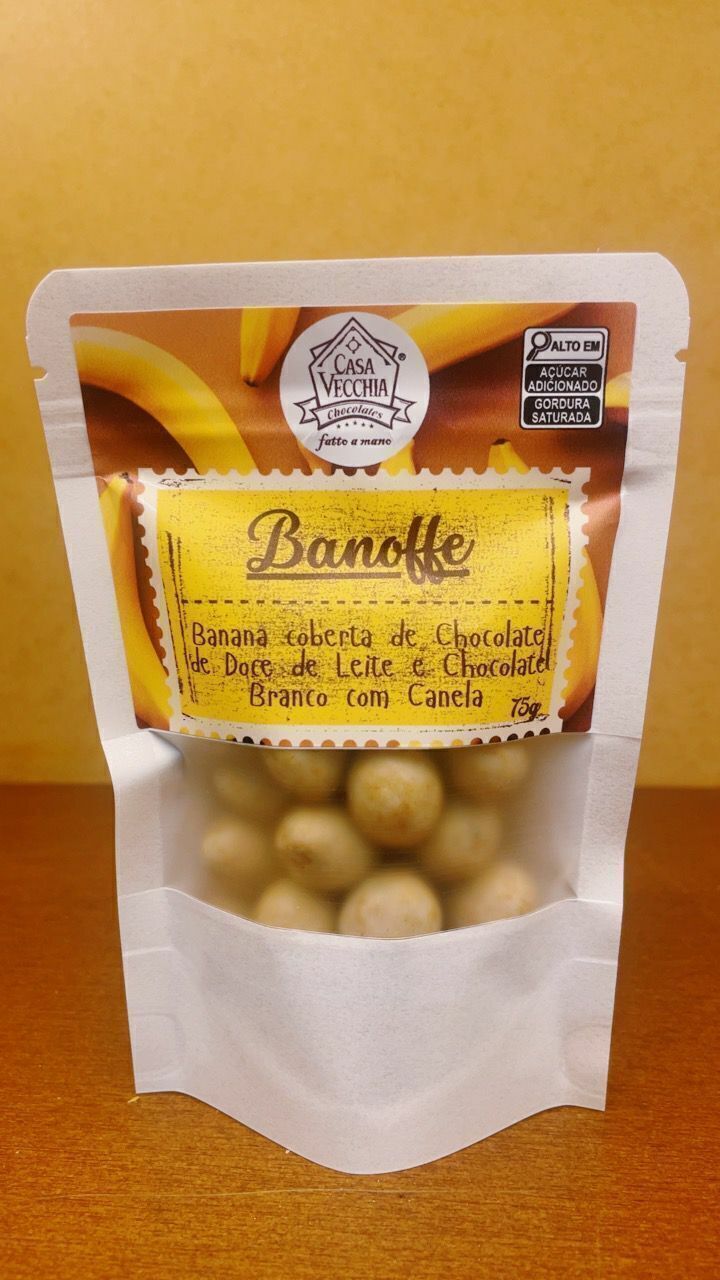 CASA
VECCHIA
®
Chocolates
fatto a mano
ALTO EM
AÇÚCAR
ADICIONADO
GORDURA
SATURADA
Banoffe
Banana coberta de Chocolate
de Doce de Leite e Chocolate
Branco com Canela
75g